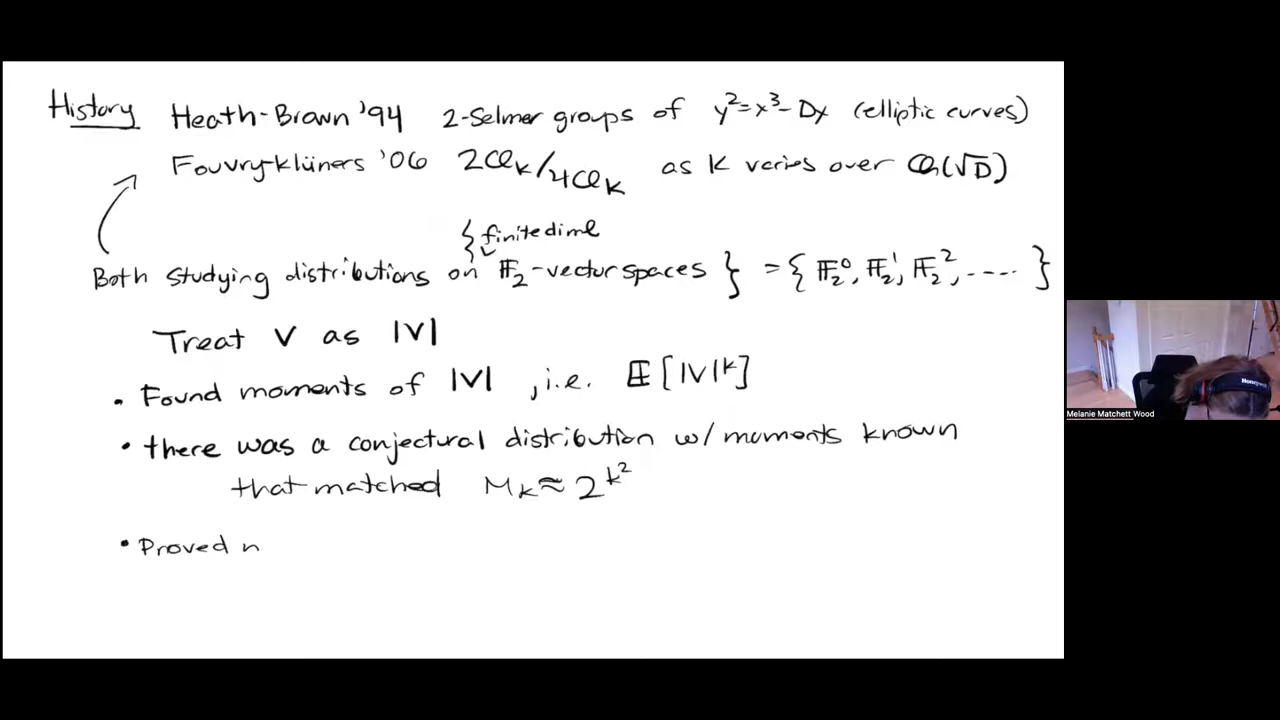 History Heath-Brown '94 2-Selmer groups of y²=x³-Dx (elliptic curves)
Fouvry-Klüners '06 2Cl_K/4Cl_K as K varies over Q(√D)
{ finite diml
Both studying distributions on 𝔽₂-vector spaces } = { 𝔽₂⁰, 𝔽₂¹, 𝔽₂², ---- }
Treat V as |V|
• Found moments of |V| , i.e. 𝔼[|V|ᵏ]
• there was a conjectural distribution w/ moments known
that matched M_k ≈ 2^{k²}
• Proved n
Honeywell
Melanie Matchett Wood